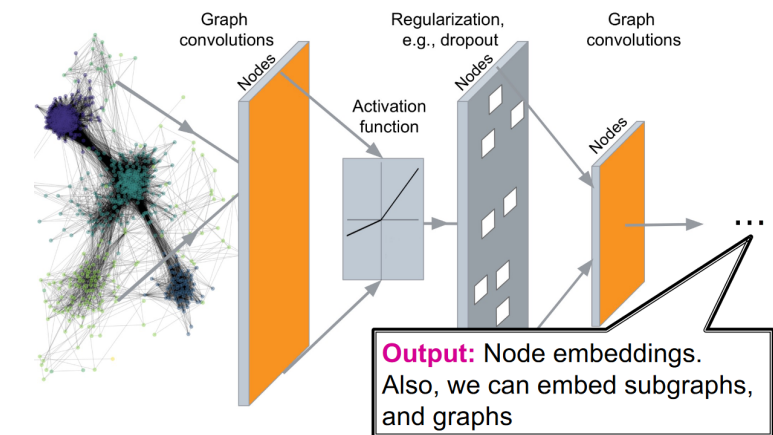 Graph
convolutions
Regularization,
e.g., dropout
Graph
convolutions
Nodes
Nodes
Activation
function
Nodes
...
Output: Node embeddings.
Also, we can embed subgraphs,
and graphs